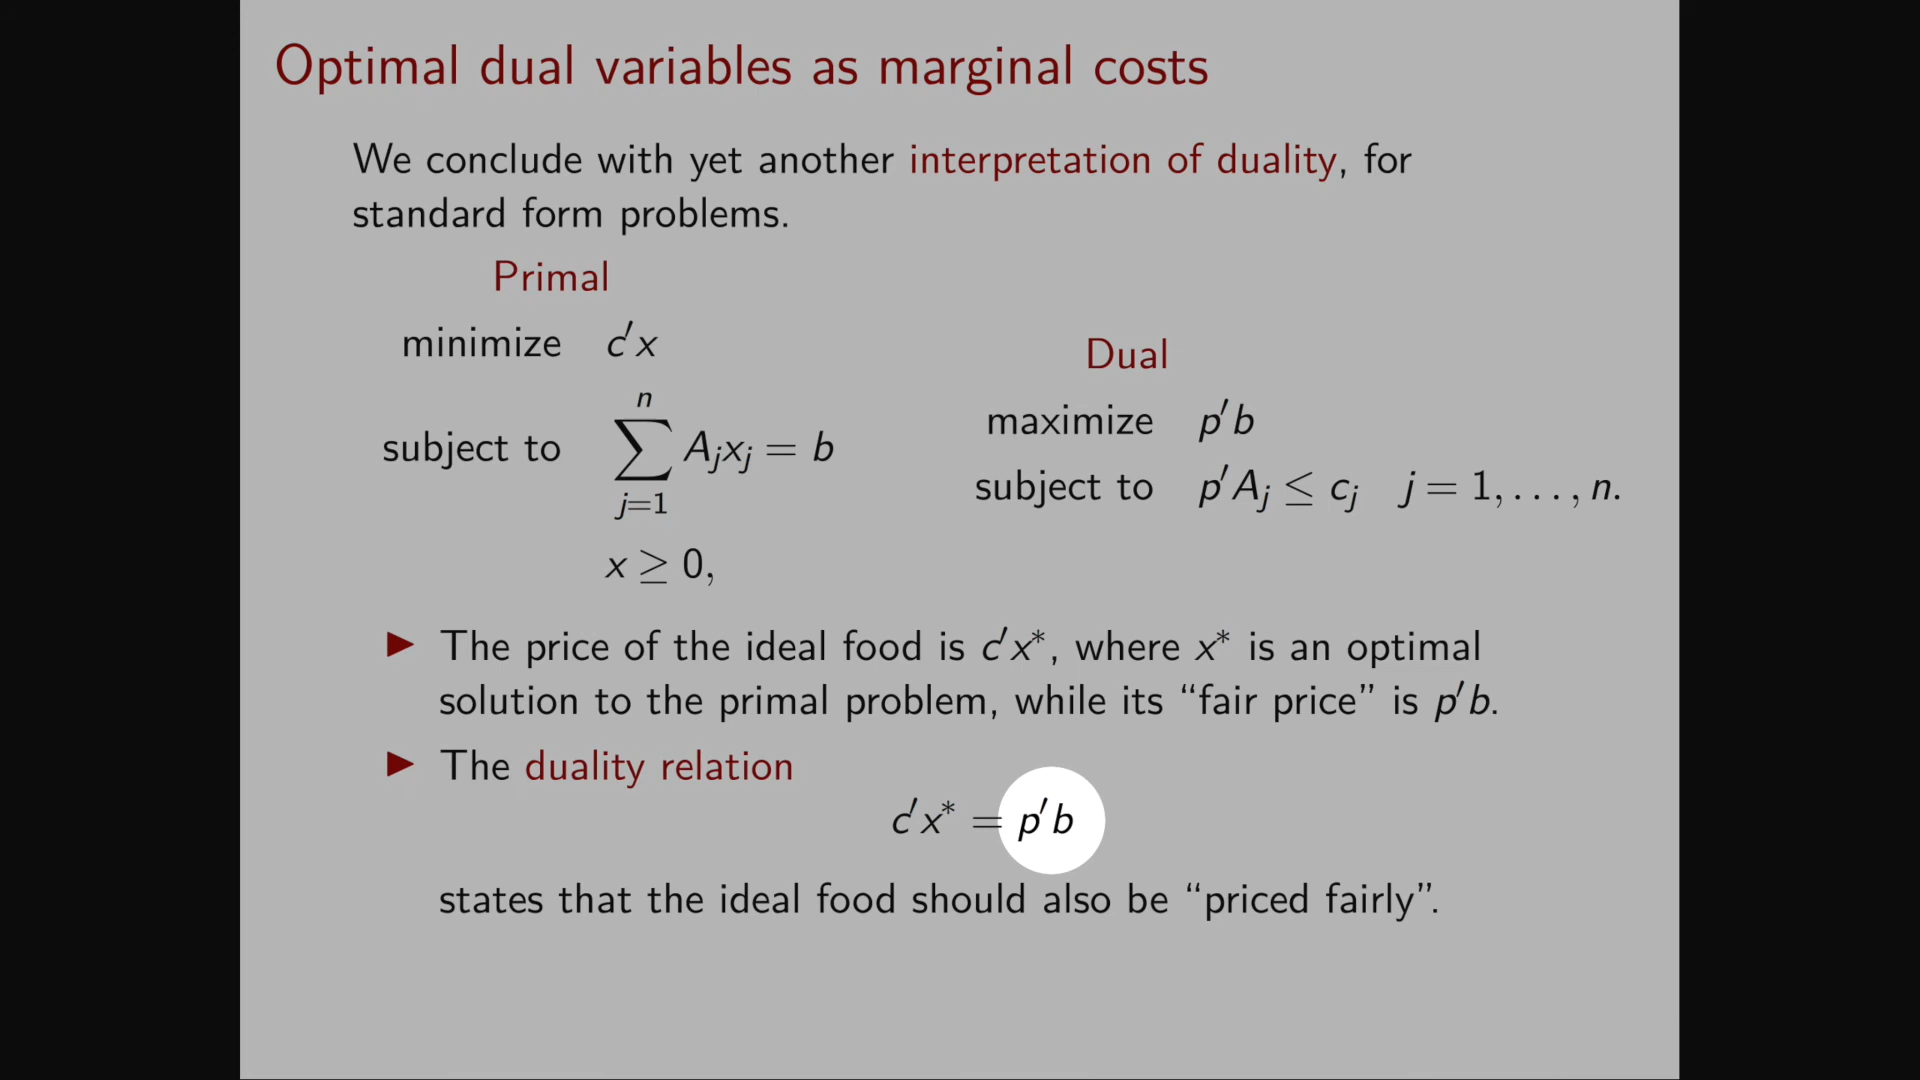 Optimal dual variables as marginal costs
We conclude with yet another interpretation of duality, for
standard form problems.
Primal
minimize c′x
subject to ∑_{j=1}^{n} A_j x_j = b
x ≥ 0,
Dual
maximize p′b
subject to p′A_j ≤ c_j j = 1, . . . , n.
▶ The price of the ideal food is c′x*, where x* is an optimal
solution to the primal problem, while its “fair price” is p′b.
▶ The duality relation
c′x* = p′b
states that the ideal food should also be “priced fairly”.